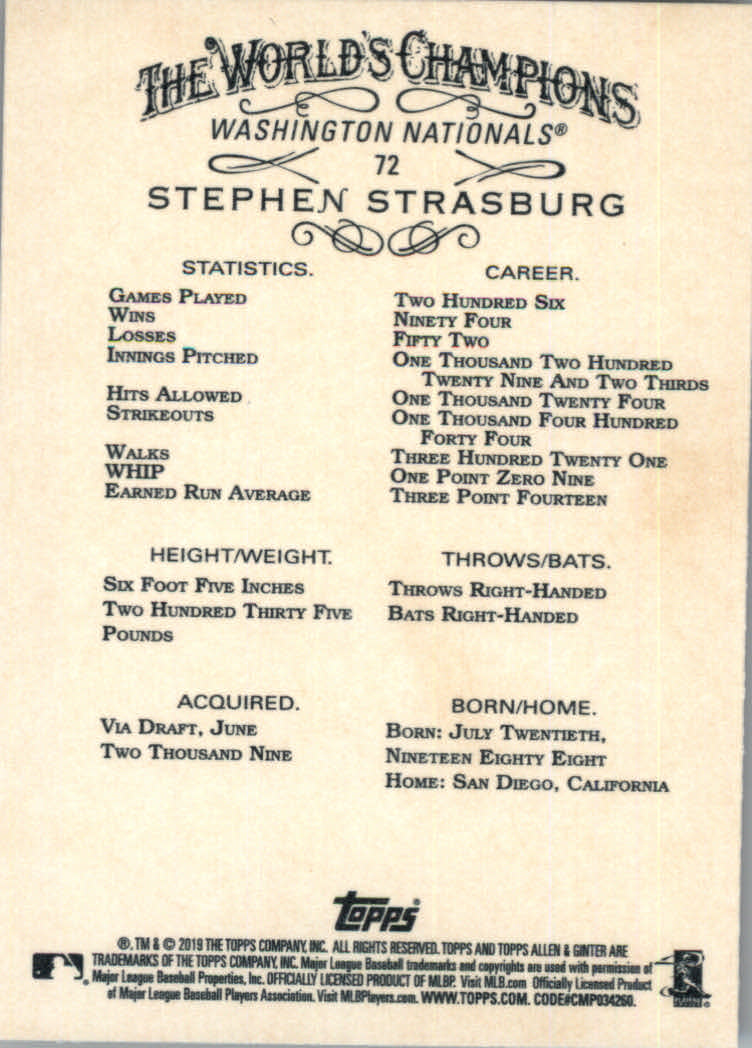 THE WORLD'S CHAMPIONS
WASHINGTON NATIONALS®
72
STEPHEN STRASBURG
STATISTICS.
GAMES PLAYED
WINS
LOSSES
INNINGS PITCHED
HITS ALLOWED
STRIKEOUTS
WALKS
WHIP
EARNED RUN AVERAGE
CAREER.
TWO HUNDRED SIX
NINETY FOUR
FIFTY TWO
ONE THOUSAND TWO HUNDRED
TWENTY NINE AND TWO THIRDS
ONE THOUSAND TWENTY FOUR
ONE THOUSAND FOUR HUNDRED
FORTY FOUR
THREE HUNDRED TWENTY ONE
ONE POINT ZERO NINE
THREE POINT FOURTEEN
HEIGHT/WEIGHT.
SIX FOOT FIVE INCHES
TWO HUNDRED THIRTY FIVE
POUNDS
THROWS/BATS.
THROWS RIGHT-HANDED
BATS RIGHT-HANDED
ACQUIRED.
VIA DRAFT, JUNE
TWO THOUSAND NINE
BORN/HOME.
BORN: JULY TWENTIETH,
NINETEEN EIGHTY EIGHT
HOME: SAN DIEGO, CALIFORNIA
topps®
®, TM & © 2019 THE TOPPS COMPANY, INC. ALL RIGHTS RESERVED. TOPPS AND TOPPS ALLEN & GINTER ARE
TRADEMARKS OF THE TOPPS COMPANY, INC. Major League Baseball trademarks and copyrights are used with permission of
Major League Baseball Properties, Inc. OFFICIALLY LICENSED PRODUCT OF MLBP. Visit MLB.com Officially Licensed Product
of Major League Baseball Players Association. Visit MLBPlayers.com. WWW.TOPPS.COM. CODE#CMP034260.